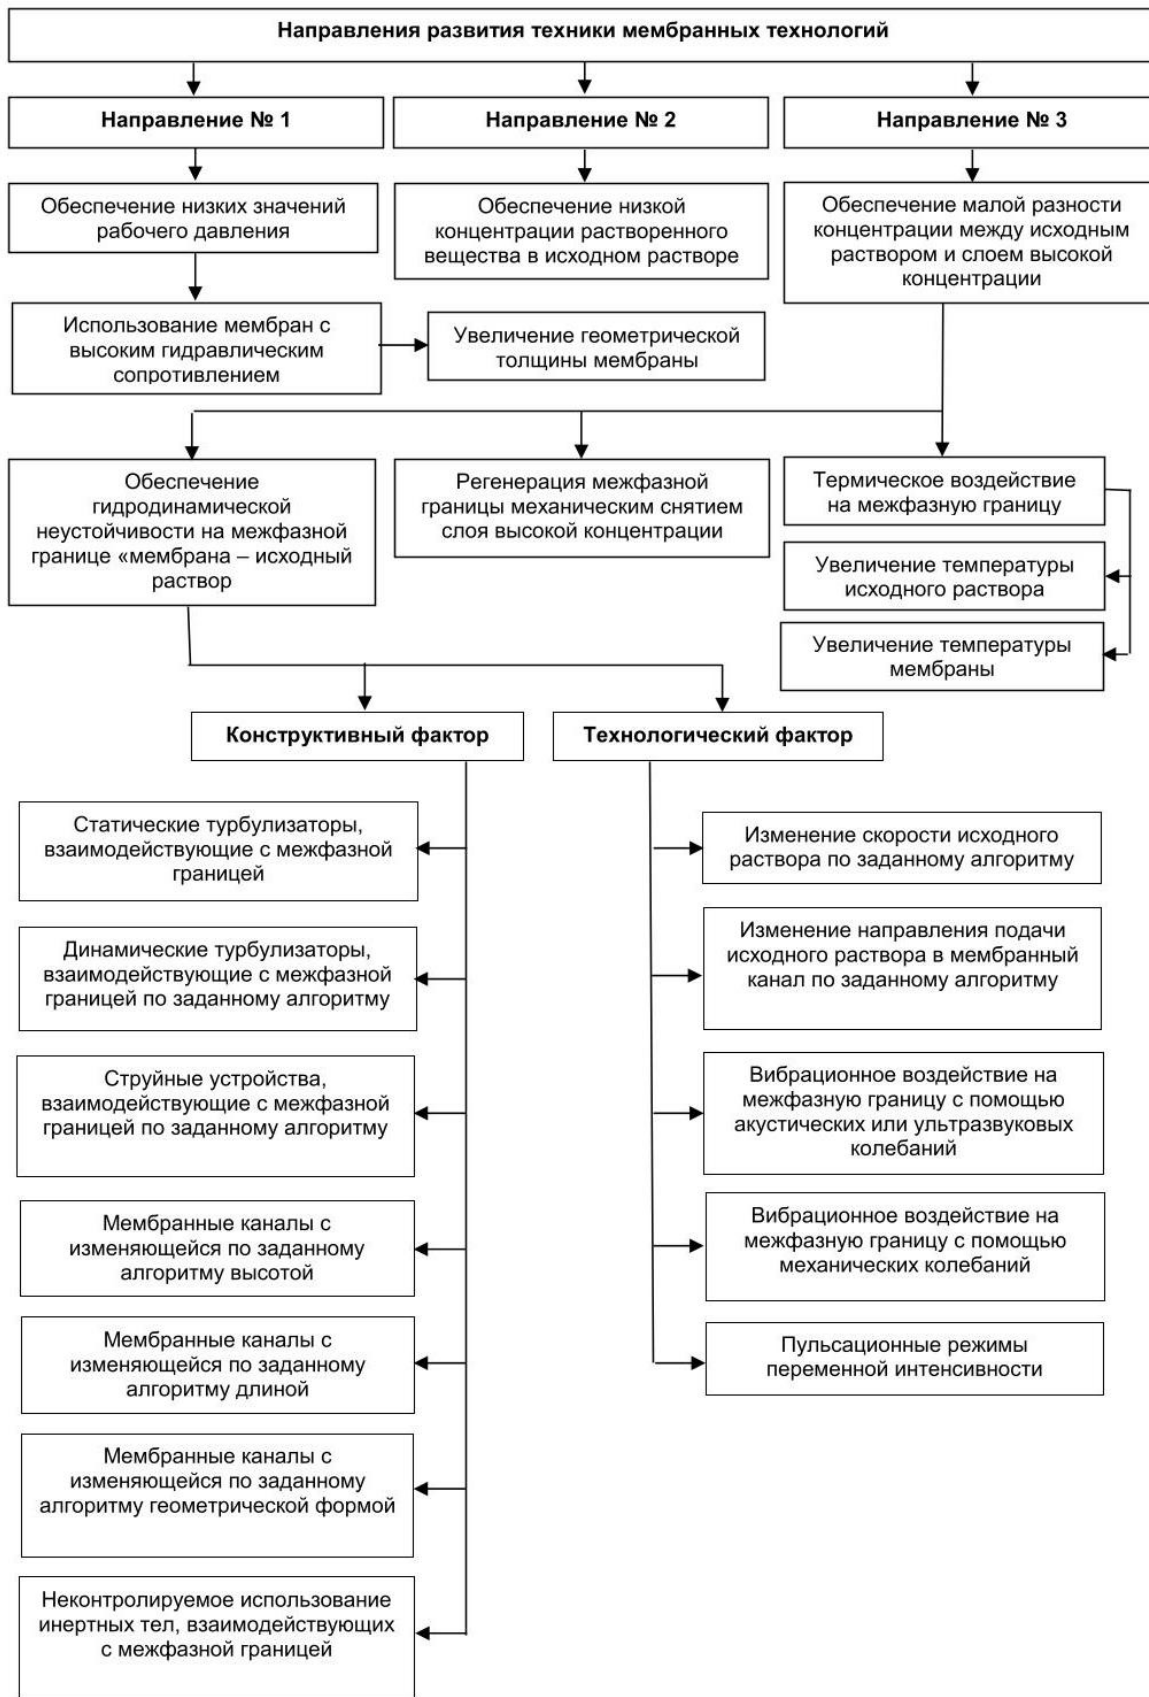 Направления развития техники мембранных технологий
Направление № 1
Направление № 2
Направление № 3
Обеспечение низких значений
рабочего давления
Обеспечение низкой
концентрации растворенного
вещества в исходном растворе
Обеспечение малой разности
концентрации между исходным
раствором и слоем высокой
концентрации
Использование мембран с
высоким гидравлическим
сопротивлением
Увеличение геометрической
толщины мембраны
Обеспечение
гидродинамической
неустойчивости на межфазной
границе «мембрана – исходный
раствор
Регенерация межфазной
границы механическим снятием
слоя высокой концентрации
Термическое воздействие
на межфазную границу
Увеличение температуры
исходного раствора
Увеличение температуры
мембраны
Конструктивный фактор
Технологический фактор
Статические турбулизаторы,
взаимодействующие с межфазной
границей
Динамические турбулизаторы,
взаимодействующие с межфазной
границей по заданному алгоритму
Струйные устройства,
взаимодействующие с межфазной
границей по заданному алгоритму
Мембранные каналы с
изменяющейся по заданному
алгоритму высотой
Мембранные каналы с
изменяющейся по заданному
алгоритму длиной
Мембранные каналы с
изменяющейся по заданному
алгоритму геометрической формой
Неконтролируемое использование
инертных тел, взаимодействующих
с межфазной границей
Изменение скорости исходного
раствора по заданному алгоритму
Изменение направления подачи
исходного раствора в мембранный
канал по заданному алгоритму
Вибрационное воздействие на
межфазную границу с помощью
акустических или ультразвуковых
колебаний
Вибрационное воздействие на
межфазную границу с помощью
механических колебаний
Пульсационные режимы
переменной интенсивности